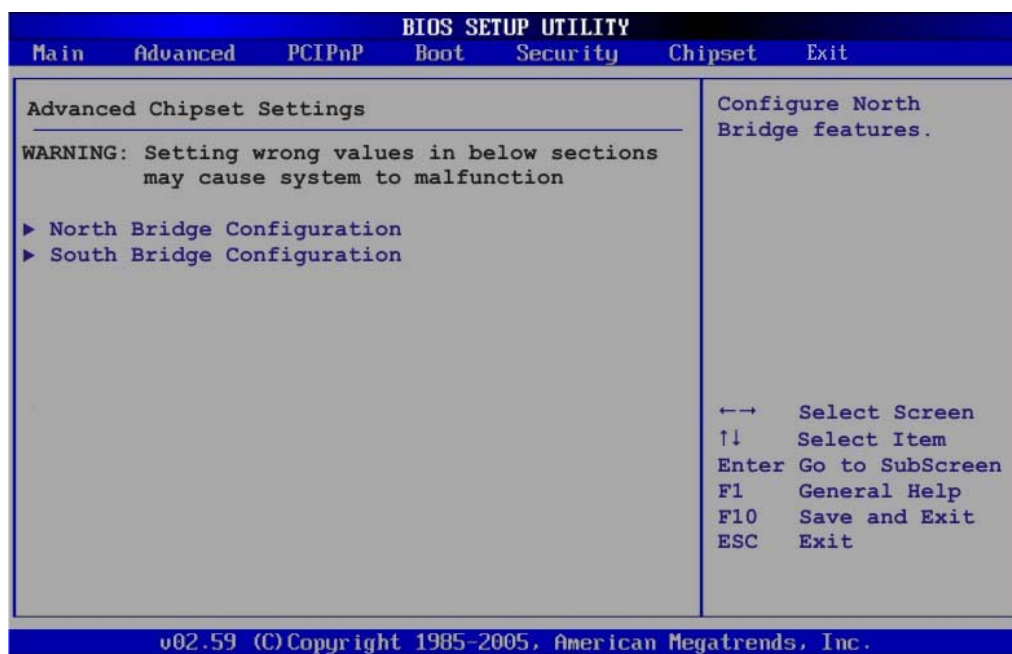 BIOS SETUP UTILITY
Main Advanced PCIPnP Boot Security Chipset Exit
Advanced Chipset Settings
WARNING: Setting wrong values in below sections
may cause system to malfunction
▶ North Bridge Configuration
▶ South Bridge Configuration
Configure North
Bridge features.
←→ Select Screen
↑↓ Select Item
Enter Go to SubScreen
F1 General Help
F10 Save and Exit
ESC Exit
v02.59 (C)Copyright 1985-2005, American Megatrends, Inc.